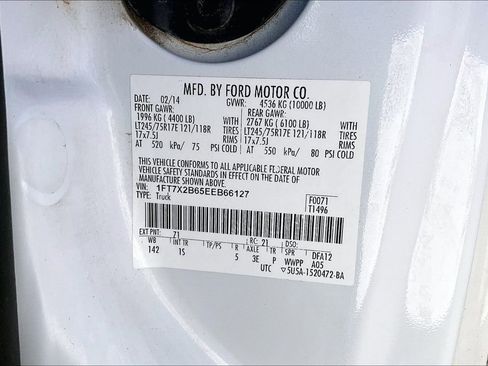 MFD. BY FORD MOTOR CO.
DATE: 02/14 GVWR: 4536 KG (10000 LB)
FRONT GAWR: REAR GAWR:
1996 KG ( 4400 LB) WITH 2767 KG ( 6100 LB) WITH
LT245/75R17E 121/118R TIRES LT245/75R17E 121/118R TIRES
17x7.5J RIMS 17x7.5J RIMS
AT 520 kPa/ 75 PSI COLD AT 550 kPa/ 80 PSI COLD
THIS VEHICLE CONFORMS TO ALL APPLICABLE FEDERAL MOTOR
VEHICLE SAFETY STANDARDS IN EFFECT ON THE DATE OF
MANUFACTURE SHOWN ABOVE.
VIN: 1FT7X2B65EEB66127 F0071
TYPE: Truck T1496
EXT PNT: 71 RC: 21 DSO:
WB INT TR TP/PS R AXLE TR SPR DFA12
142 1S 5 3E P WWPP A05
UTC ▽5U5A-1520472-BA